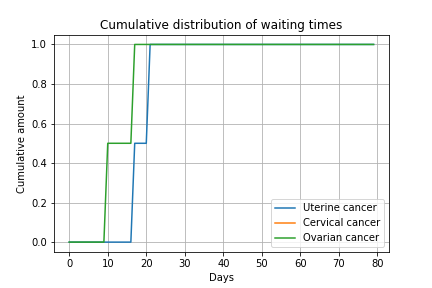 Cumulative distribution of waiting times
1.0
0.8
0.6
0.4
0.2
0.0
Cumulative amount
Uterine cancer
Cervical cancer
Ovarian cancer
0 10 20 30 40 50 60 70 80
Days